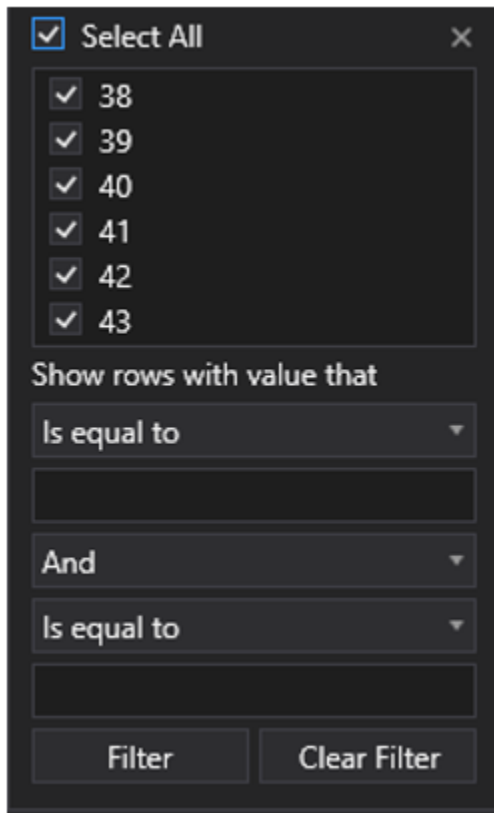 Select All
38
39
40
41
42
43
Show rows with value that
Is equal to
And
Is equal to
Filter Clear Filter